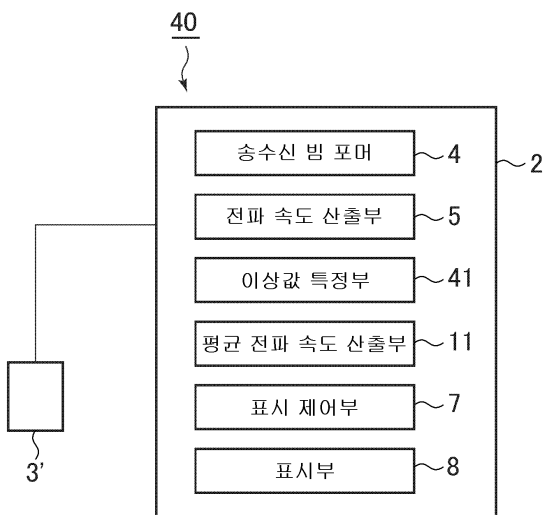 40
송수신 빔 포머 4
2
전파 속도 산출부 5
이상값 특정부 41
평균 전파 속도 산출부 11
표시 제어부 7
표시부 8
3’